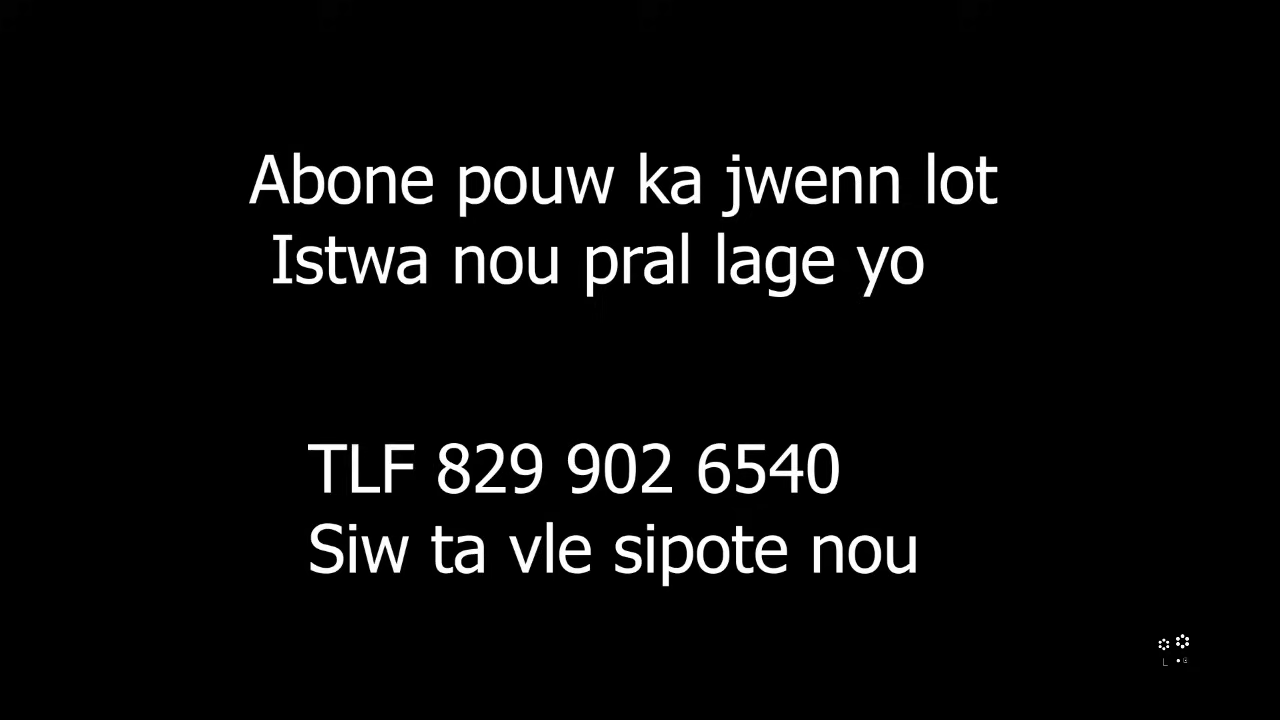 Abone pouw ka jwenn lot
Istwa nou pral lage yo
TLF 829 902 6540
Siw ta vle sipote nou